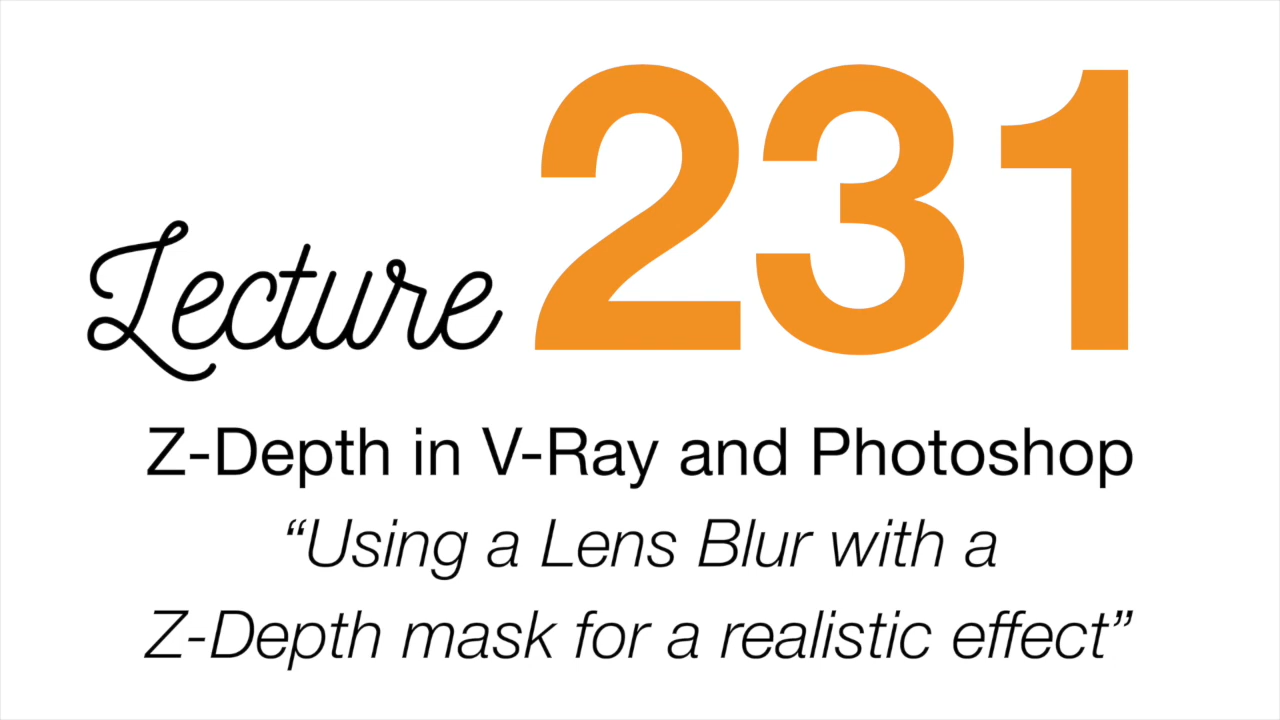 Lecture 231
Z-Depth in V-Ray and Photoshop
“Using a Lens Blur with a
Z-Depth mask for a realistic effect”